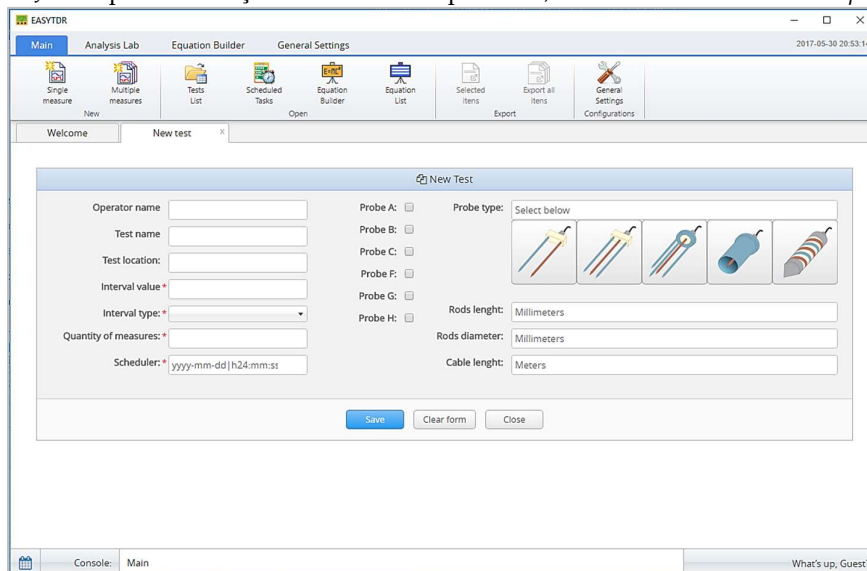 EASYTDR
Main Analysis Lab Equation Builder General Settings
2017-05-30 20:53:14
Single measure
Multiple measures
Tests List
Scheduled Tasks
E=mc²
Equation Builder
Equation List
Selected Itens
Export all Itens
General Settings
New Open Export Configurations
Welcome New test x
New Test
Operator name
Test name
Test location:
Interval value *
Interval type: *
Quantity of measures: *
Scheduler: * yyyy-mm-dd|h24:mm:ss
Probe A:
Probe B:
Probe C:
Probe F:
Probe G:
Probe H:
Probe type: Select below
Rods lenght: Millimeters
Rods diameter: Millimeters
Cable lenght: Meters
Save Clear form Close
Console: Main
What's up, Guest